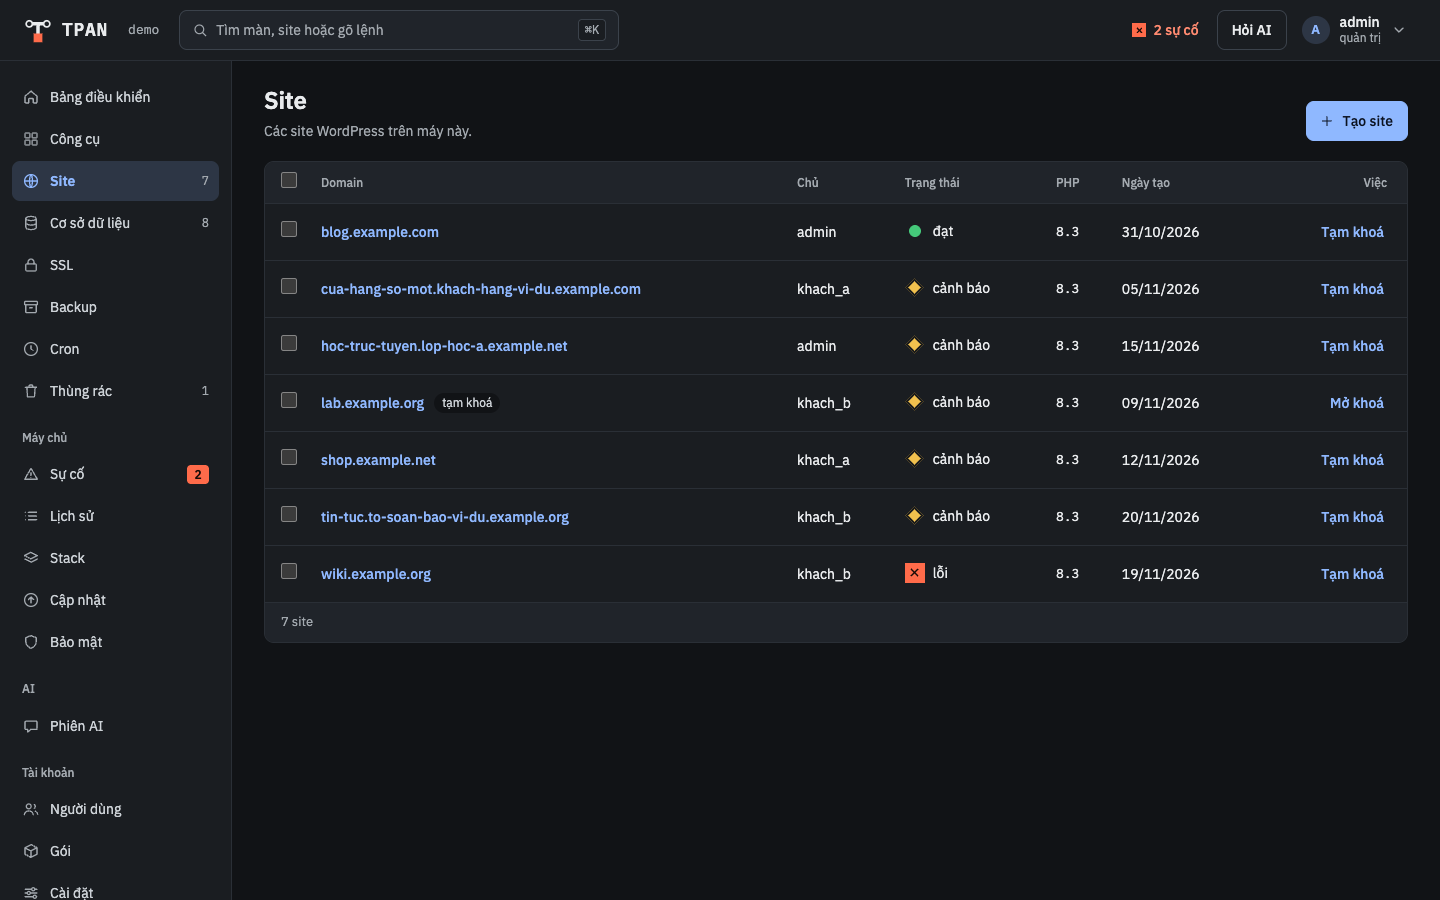 TPAN demo
Tìm màn, site hoặc gõ lệnh ⌘K
2 sự cố
Hỏi AI
A
admin
quản trị
Bảng điều khiển
Công cụ
Site 7
Cơ sở dữ liệu 8
SSL
Backup
Cron
Thùng rác 1
Máy chủ
Sự cố 2
Lịch sử
Stack
Cập nhật
Bảo mật
AI
Phiên AI
Tài khoản
Người dùng
Gói
Cài đặt
Site
Các site WordPress trên máy này.
+ Tạo site
Domain Chủ Trạng thái PHP Ngày tạo Việc
blog.example.com admin đạt 8.3 31/10/2026 Tạm khoá
cua-hang-so-mot.khach-hang-vi-du.example.com khach_a cảnh báo 8.3 05/11/2026 Tạm khoá
hoc-truc-tuyen.lop-hoc-a.example.net admin cảnh báo 8.3 15/11/2026 Tạm khoá
lab.example.org tạm khoá khach_b cảnh báo 8.3 09/11/2026 Mở khoá
shop.example.net khach_a cảnh báo 8.3 12/11/2026 Tạm khoá
tin-tuc.to-soan-bao-vi-du.example.org khach_b cảnh báo 8.3 20/11/2026 Tạm khoá
wiki.example.org khach_b lỗi 8.3 19/11/2026 Tạm khoá
7 site